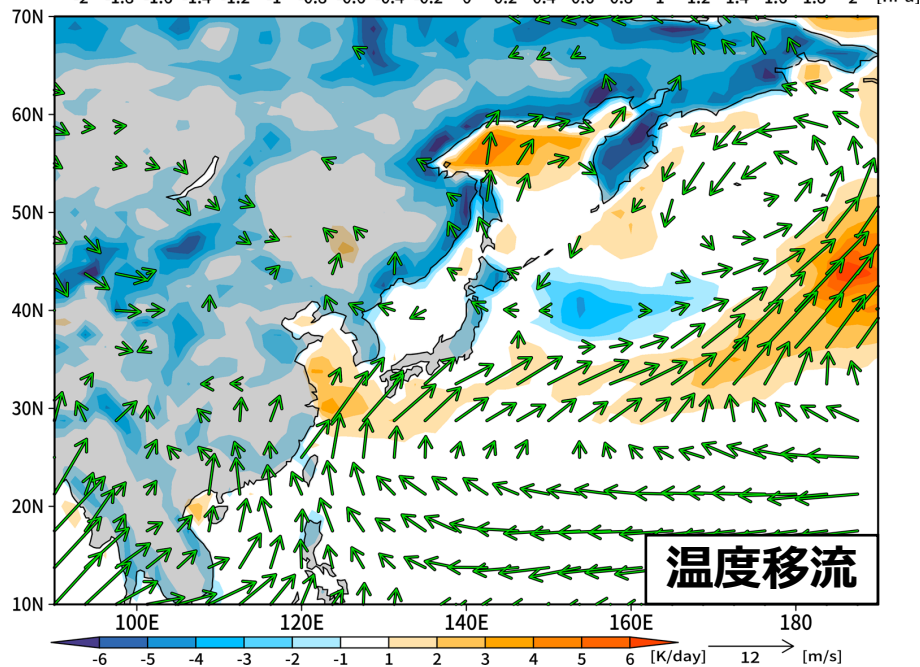 70N
60N
50N
40N
30N
20N
10N
温度移流
100E 120E 140E 160E 180
-6 -5 -4 -3 -2 -1 1 2 3 4 5 6 [K/day] 12 [m/s]